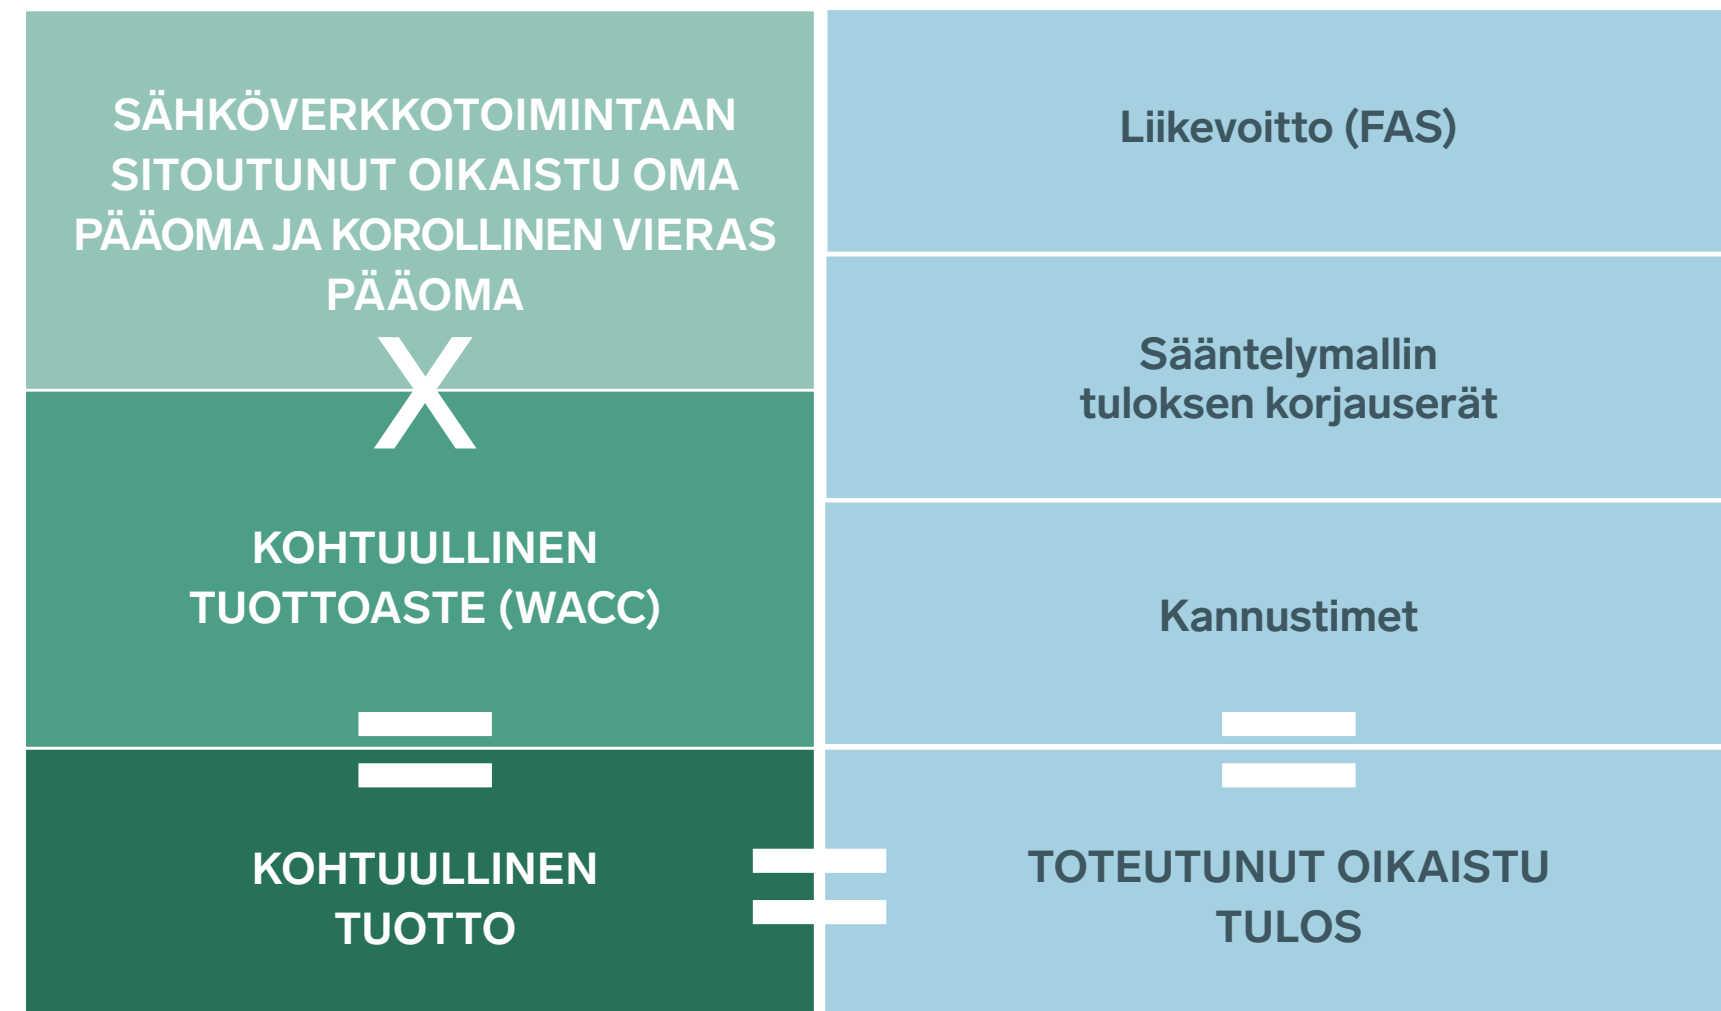 SÄHKÖVERKKOTOIMINTAAN
SITOUTUNUT OIKAISTU OMA
PÄÄOMA JA KOROLLINEN VIERAS
PÄÄOMA
X
KOHTUULLINEN
TUOTTOASTE (WACC)
=
KOHTUULLINEN
TUOTTO
=
Liikevoitto (FAS)
Sääntelymallin
tuloksen korjauserät
Kannustimet
=
TOTEUTUNUT OIKAISTU
TULOS